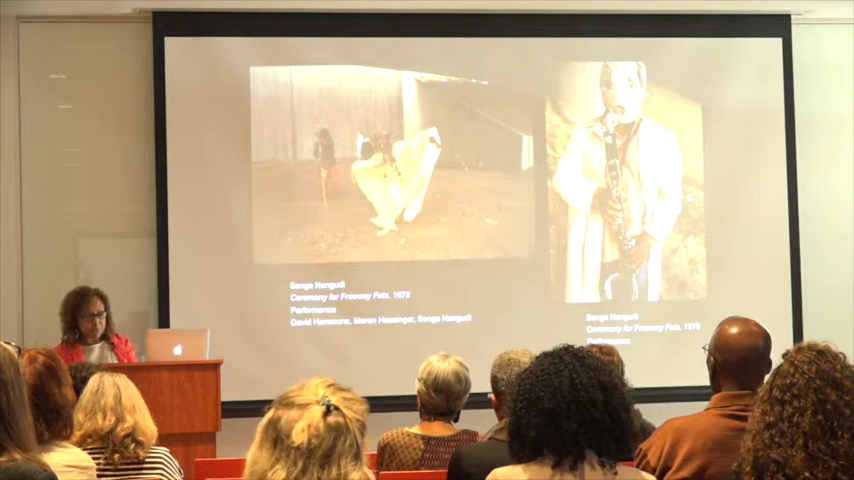 Senga Nengudi
Ceremony for Freeway Fets, 1978
Performance
David Hammons, Maren Hassinger, Senga Nengudi
Senga Nengudi
Ceremony for Freeway Fets, 1978
Performance